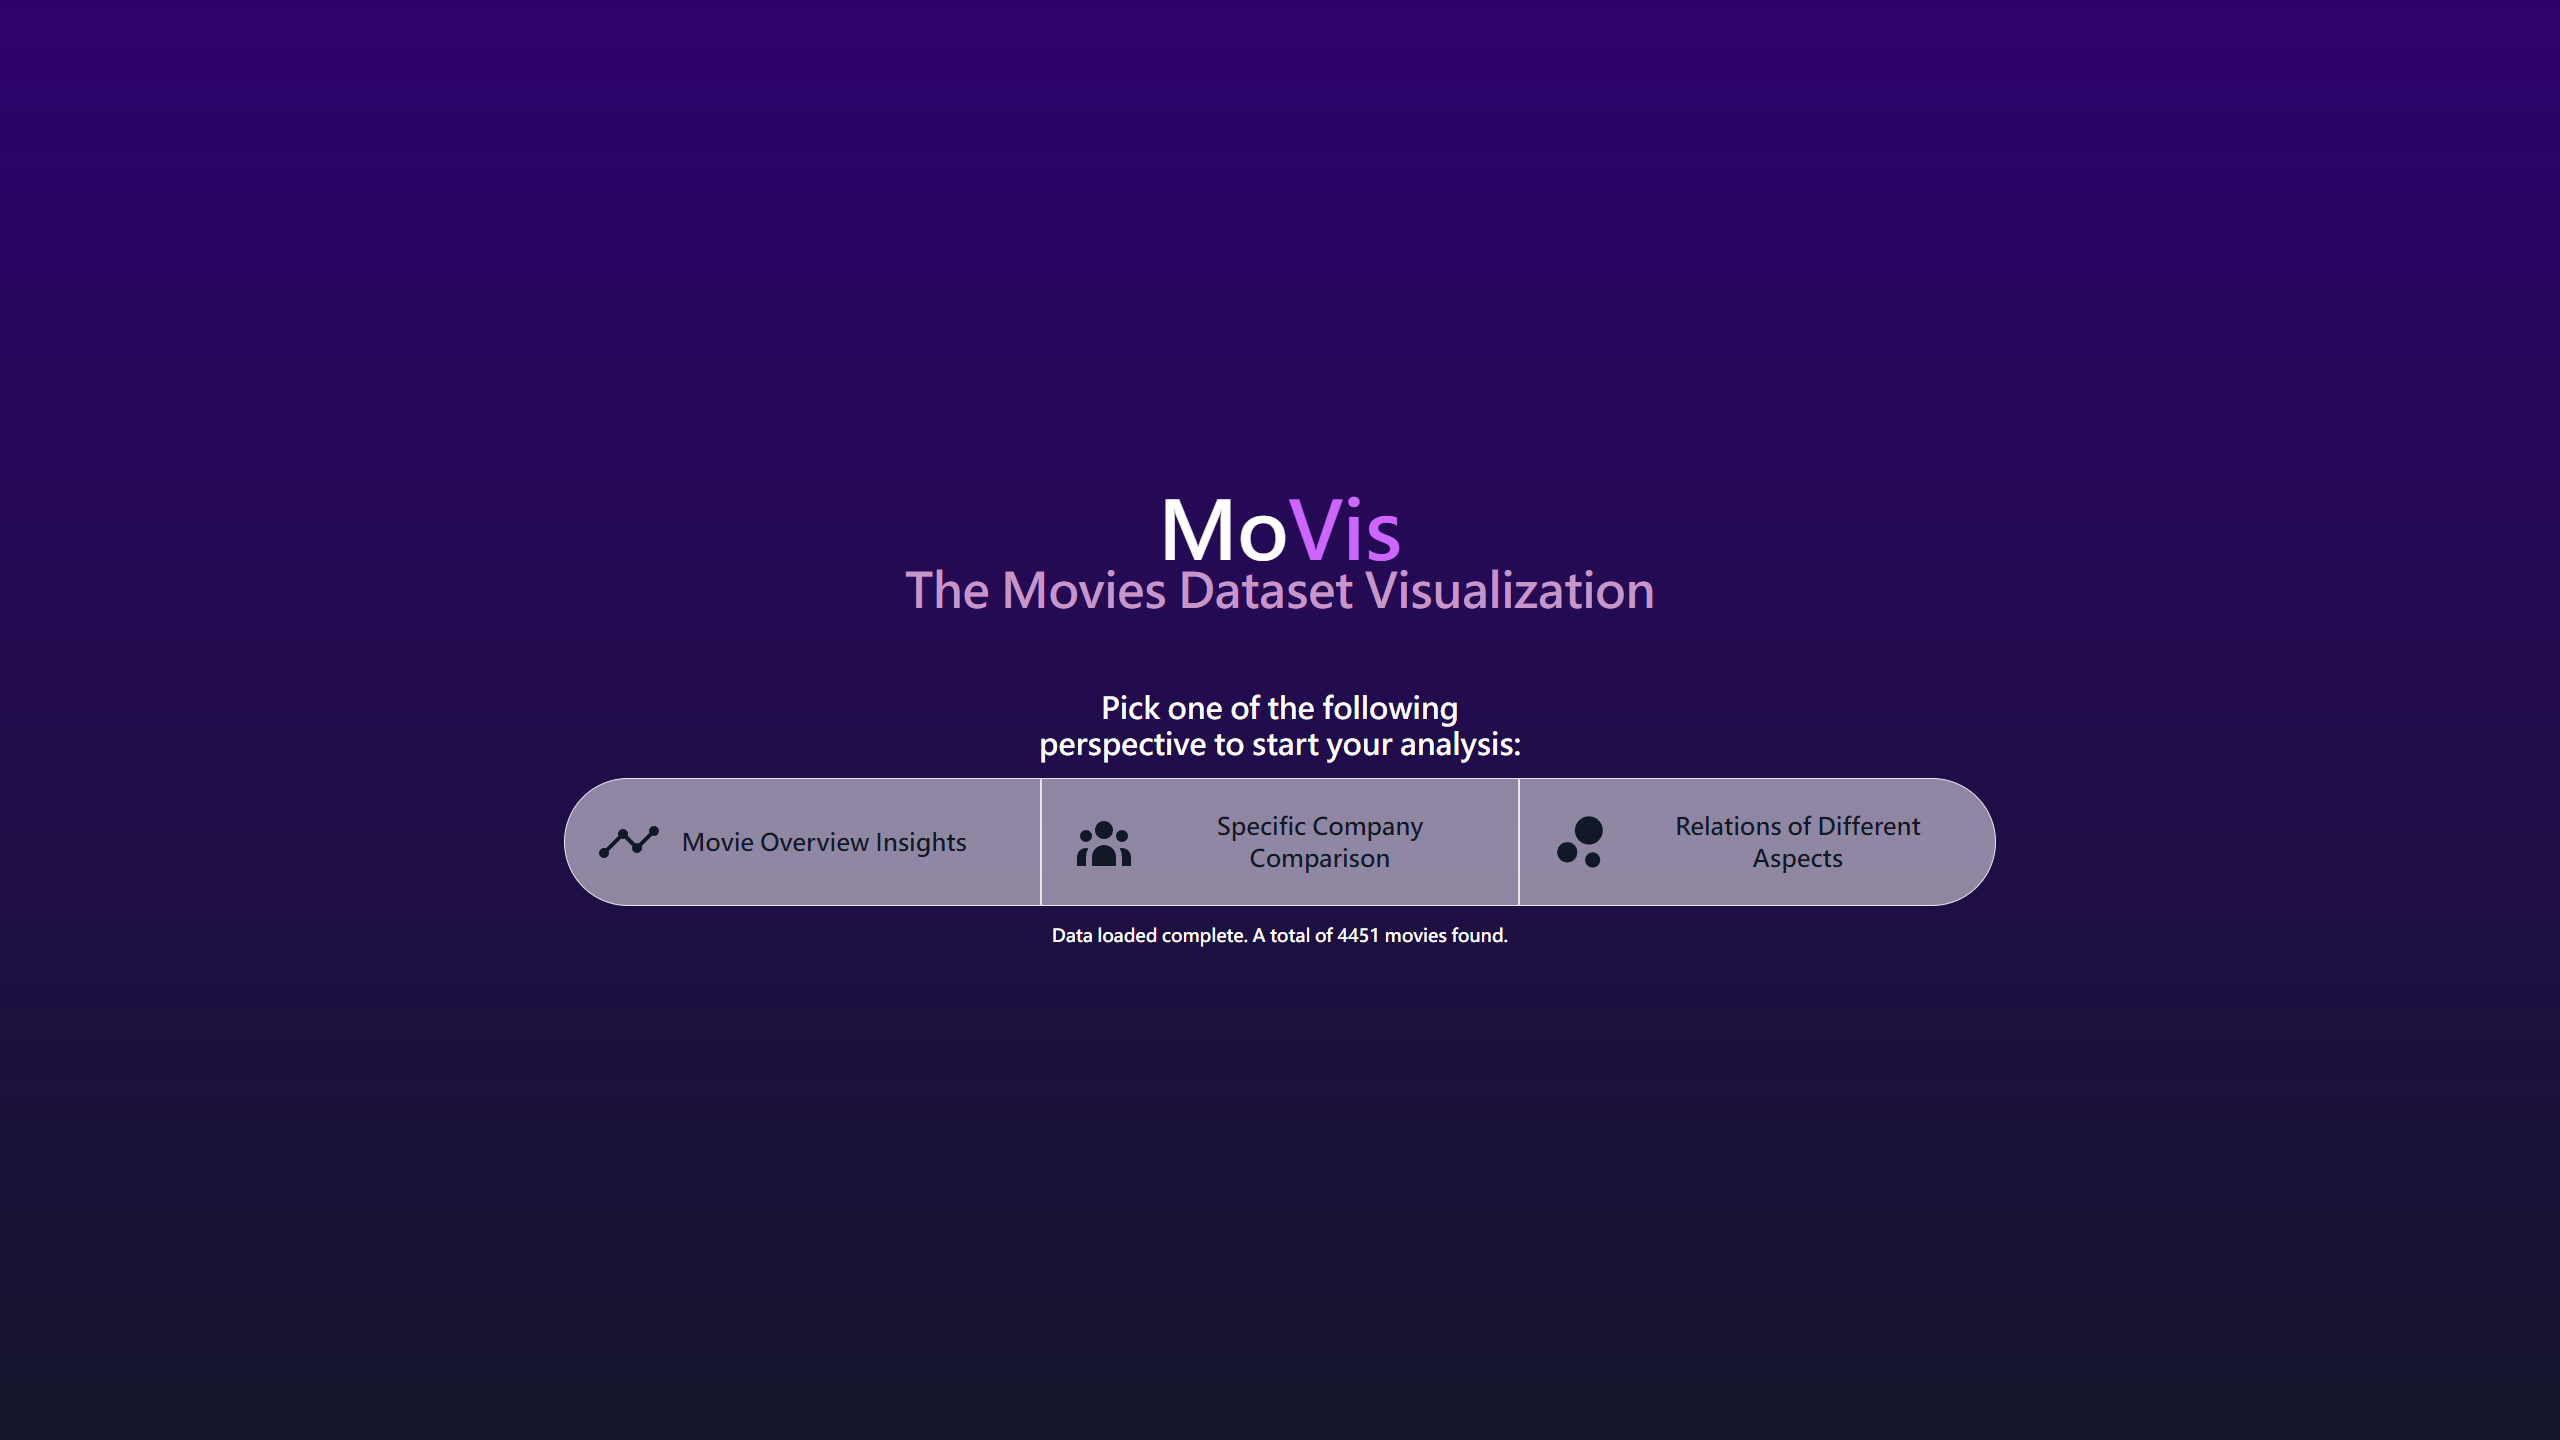 MoVis
The Movies Dataset Visualization
Pick one of the following
perspective to start your analysis:
Movie Overview Insights
Specific Company
Comparison
Relations of Different
Aspects
Data loaded complete. A total of 4451 movies found.